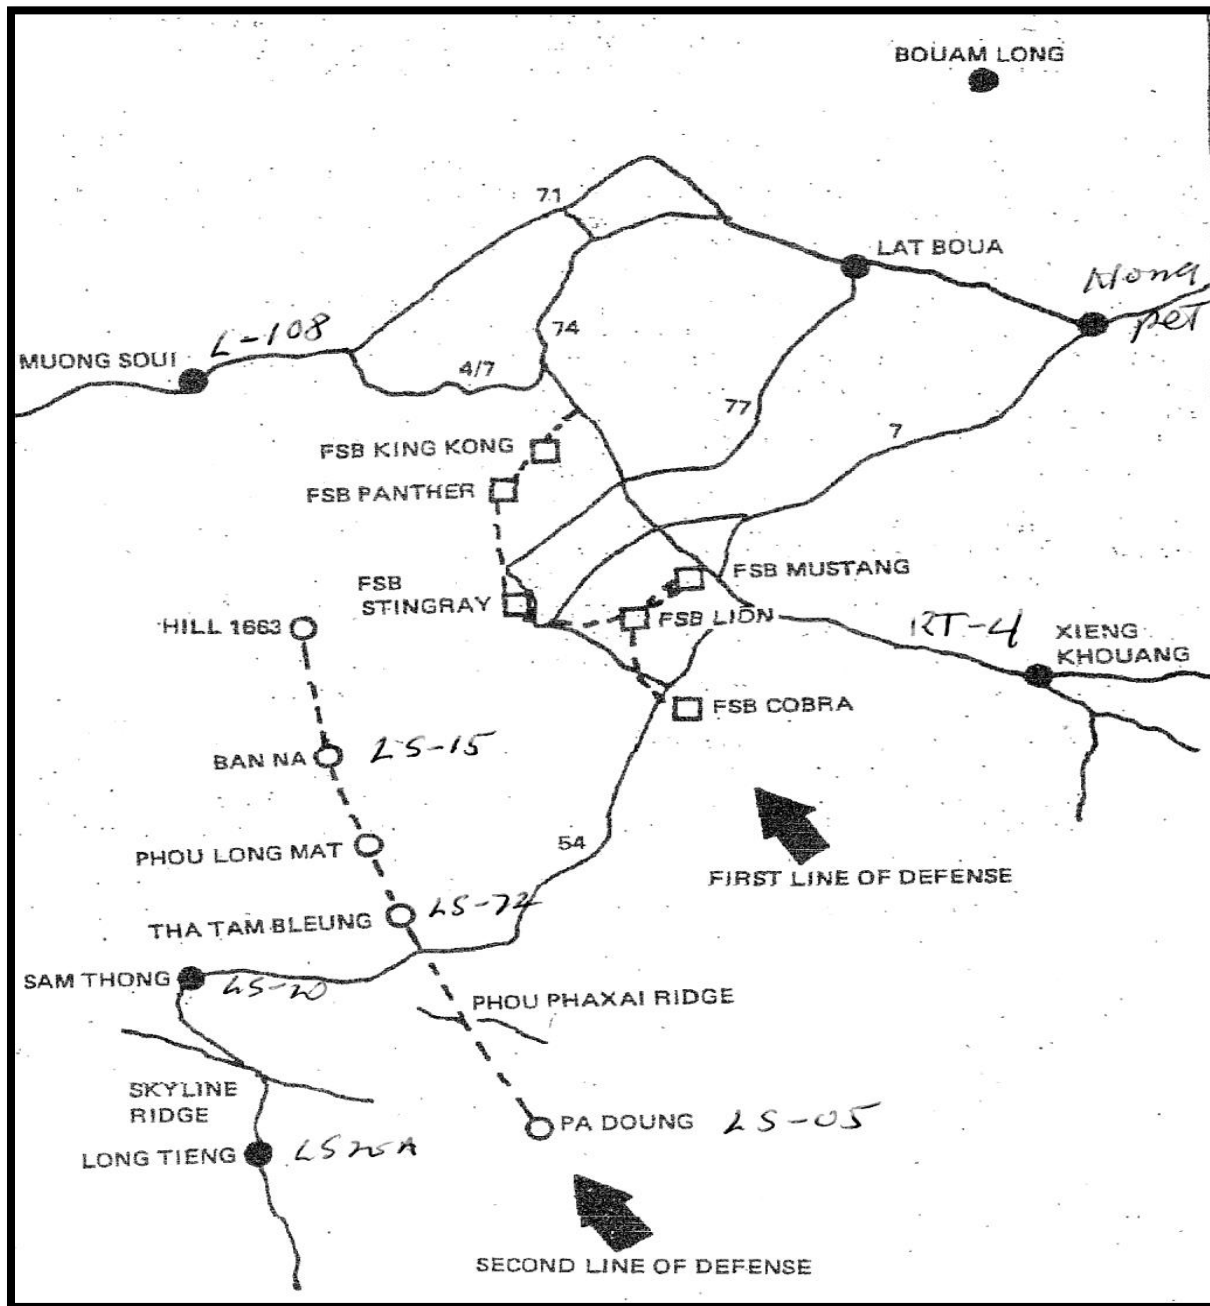 BOUAM LONG
71
LAT BOUA
Nong
pet
L-108
74
MUONG SOUI
4/7
77
7
FSB KING KONG
FSB PANTHER
FSB MUSTANG
FSB
STINGRAY
FSB LION
HILL 1663
RT-4
XIENG
KHOUANG
FSB COBRA
BAN NA
LS-15
54
PHOU LONG MAT
FIRST LINE OF DEFENSE
THA TAM BLEUNG
LS-72
SAM THONG
LS-20
PHOU PHAXAI RIDGE
SKYLINE
RIDGE
PA DOUNG
LS-05
LONG TIENG
LS20A
SECOND LINE OF DEFENSE